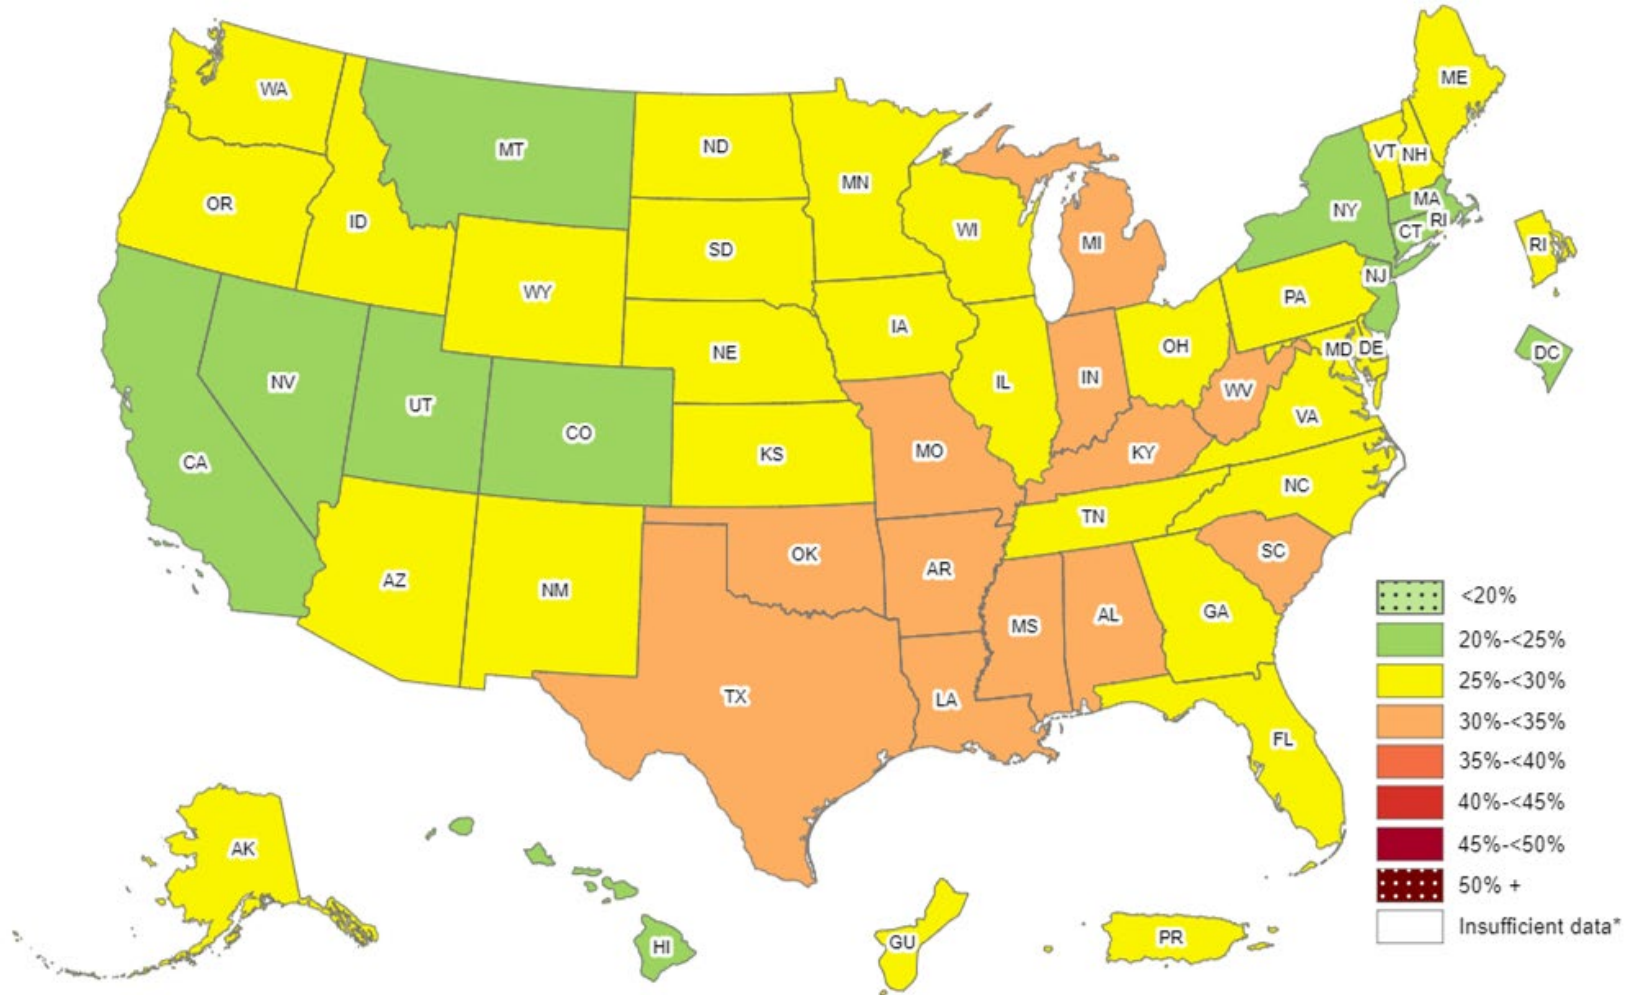 ME
WA
VT
NH
MT
ND
MN
OR
ID
SD
WI
MI
NY
MA
RI
CT
RI
WY
NJ
PA
IA
NE
OH
MD
DE
DC
NV
UT
CO
IL
IN
WV
VA
CA
KS
MO
KY
NC
TN
OK
AR
SC
AZ
NM
MS
AL
GA
TX
LA
FL
AK
HI
GU
PR
<20%
20%-<25%
25%-<30%
30%-<35%
35%-<40%
40%-<45%
45%-<50%
50% +
Insufficient data*